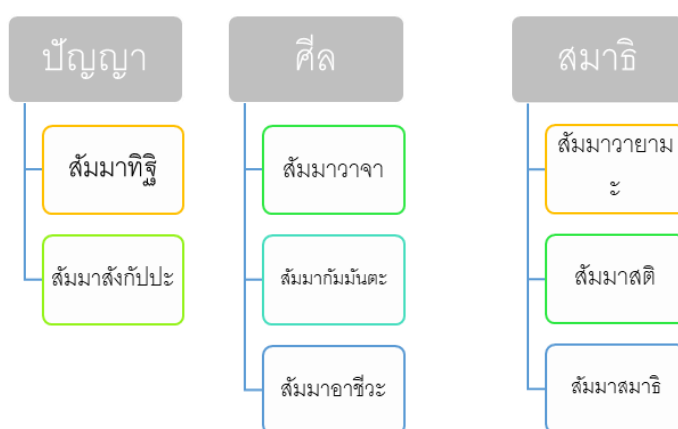 ปัญญา
สัมมาทิฐิ
สัมมาสังกัปปะ
ศีล
สัมมาวาจา
สัมมากัมมันตะ
สัมมาอาชีวะ
สมาธิ
สัมมาวายาม
ะ
สัมมาสติ
สัมมาสมาธิ